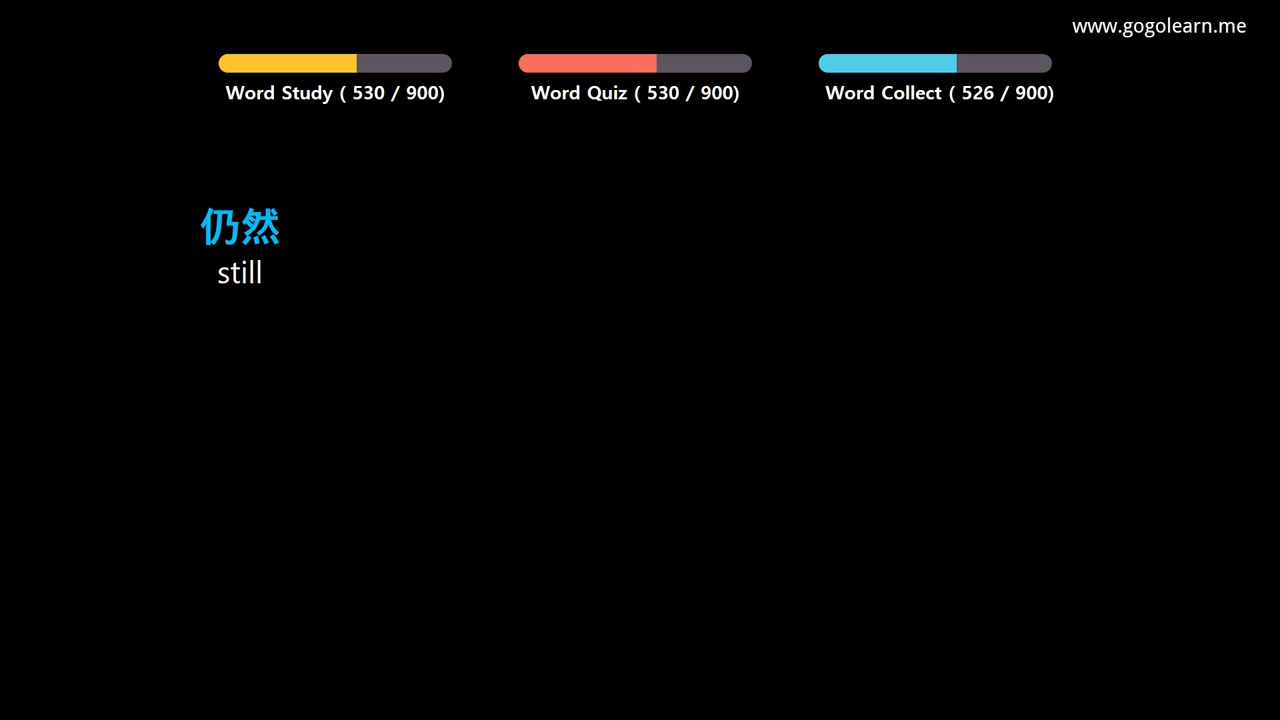 www.gogolearn.me
Word Study ( 530 / 900)
Word Quiz ( 530 / 900)
Word Collect ( 526 / 900)
仍然
still